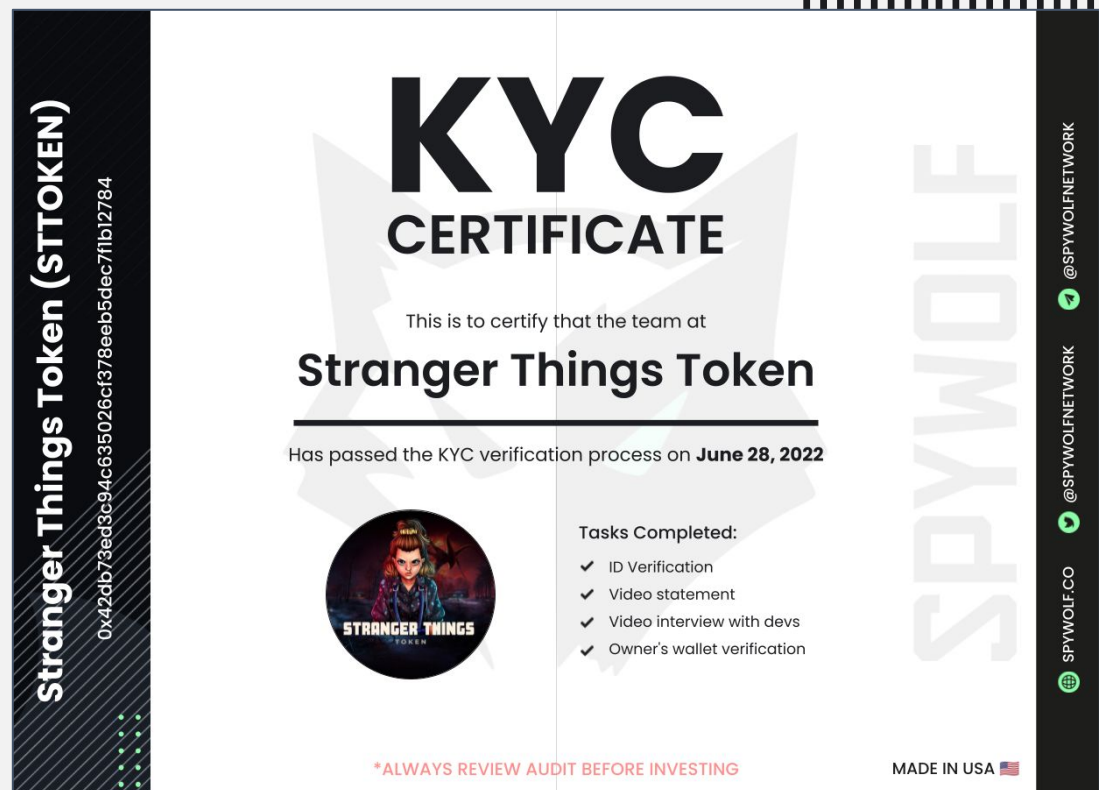 Stranger Things Token (STTOKEN)
0x42db73ed3c94c635026cf378eeb5dec7f1b12784
KYC
CERTIFICATE
This is to certify that the team at
Stranger Things Token
Has passed the KYC verification process on June 28, 2022
STRANGER THINGS
TOKEN
Tasks Completed:
ID Verification
Video statement
Video interview with devs
Owner's wallet verification
*ALWAYS REVIEW AUDIT BEFORE INVESTING
MADE IN USA 🇺🇸
SPYWOLF
SPYWOLF.CO
@SPYWOLFNETWORK
@SPYWOLFNETWORK